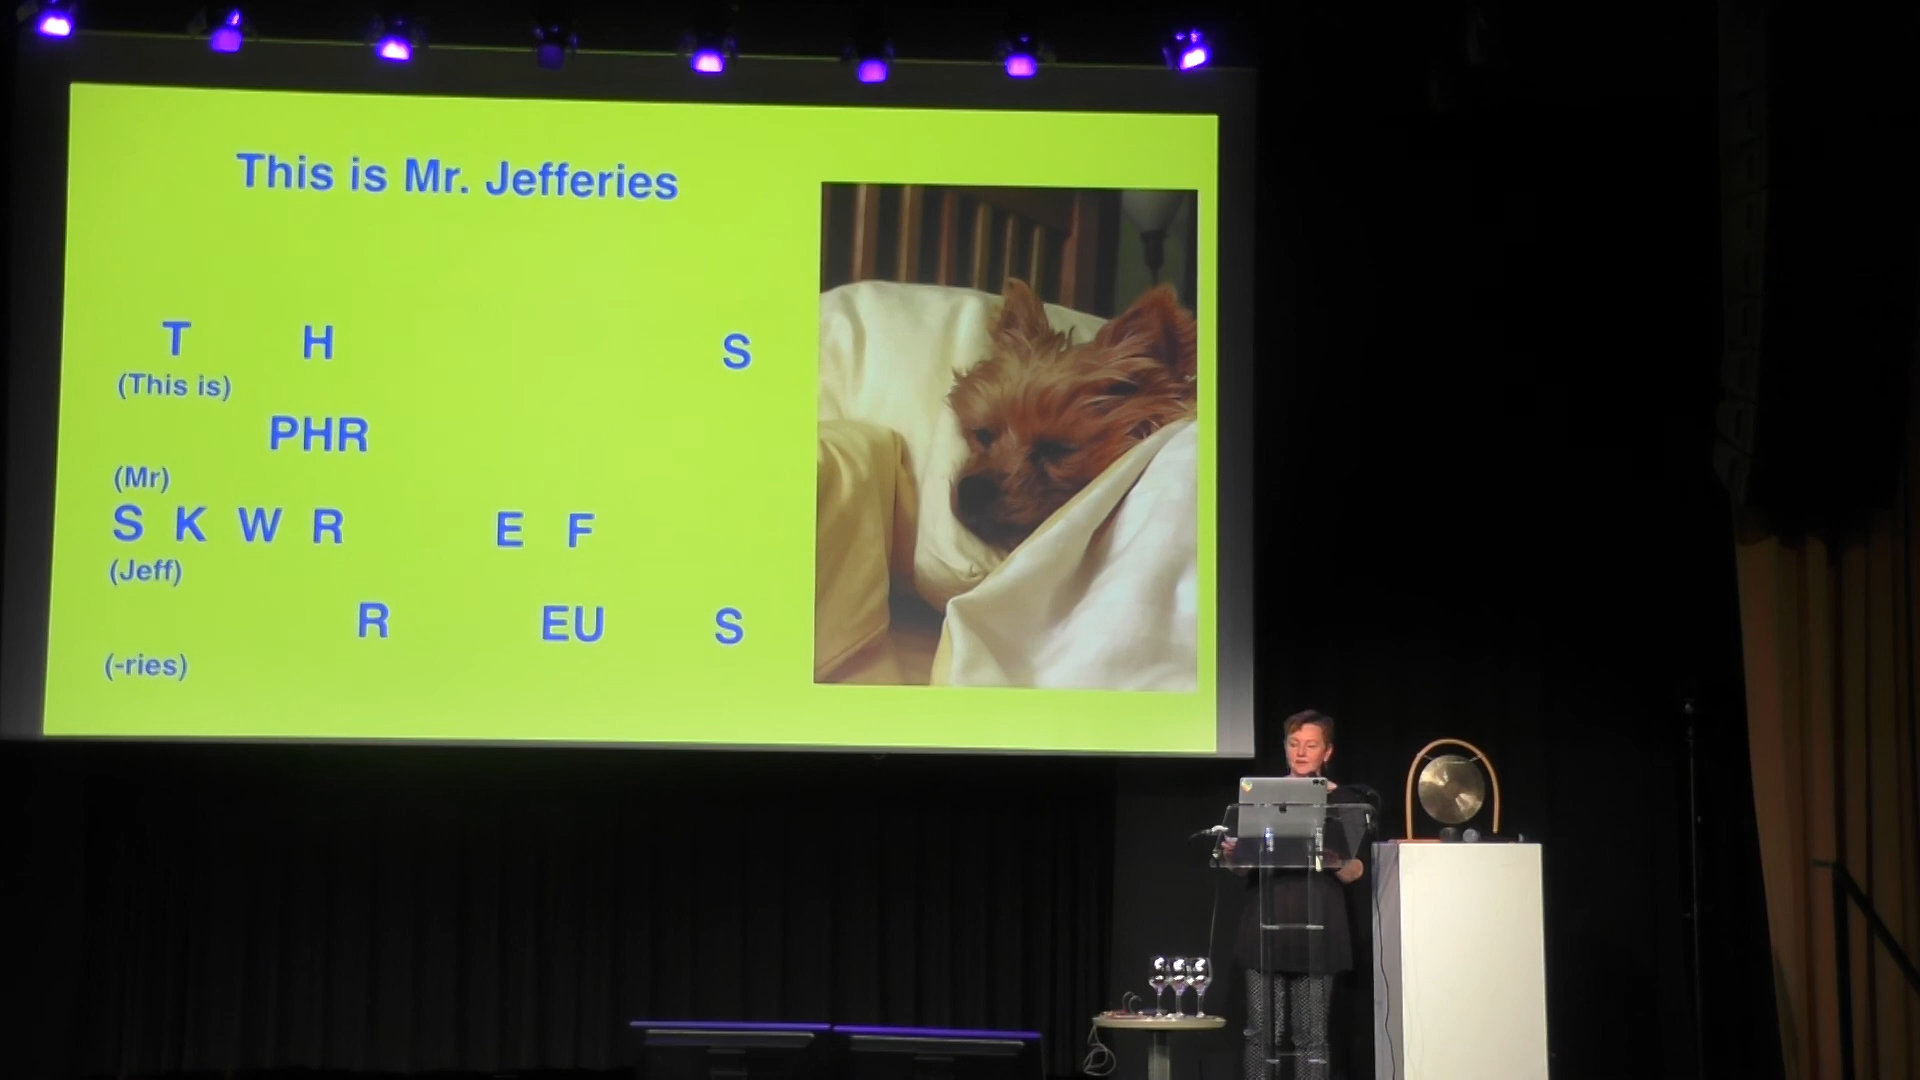 This is Mr. Jefferies
T H S
(This is)
PHR
(Mr)
S K W R E F
(Jeff)
R EU S
(-ries)